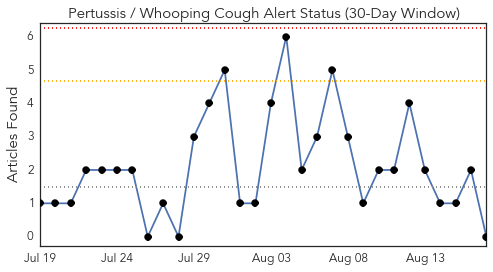 Pertussis / Whooping Cough Alert Status (30-Day Window)
Articles Found
6
5
4
3
2
1
0
Jul 19 Jul 24 Jul 29 Aug 03 Aug 08 Aug 13